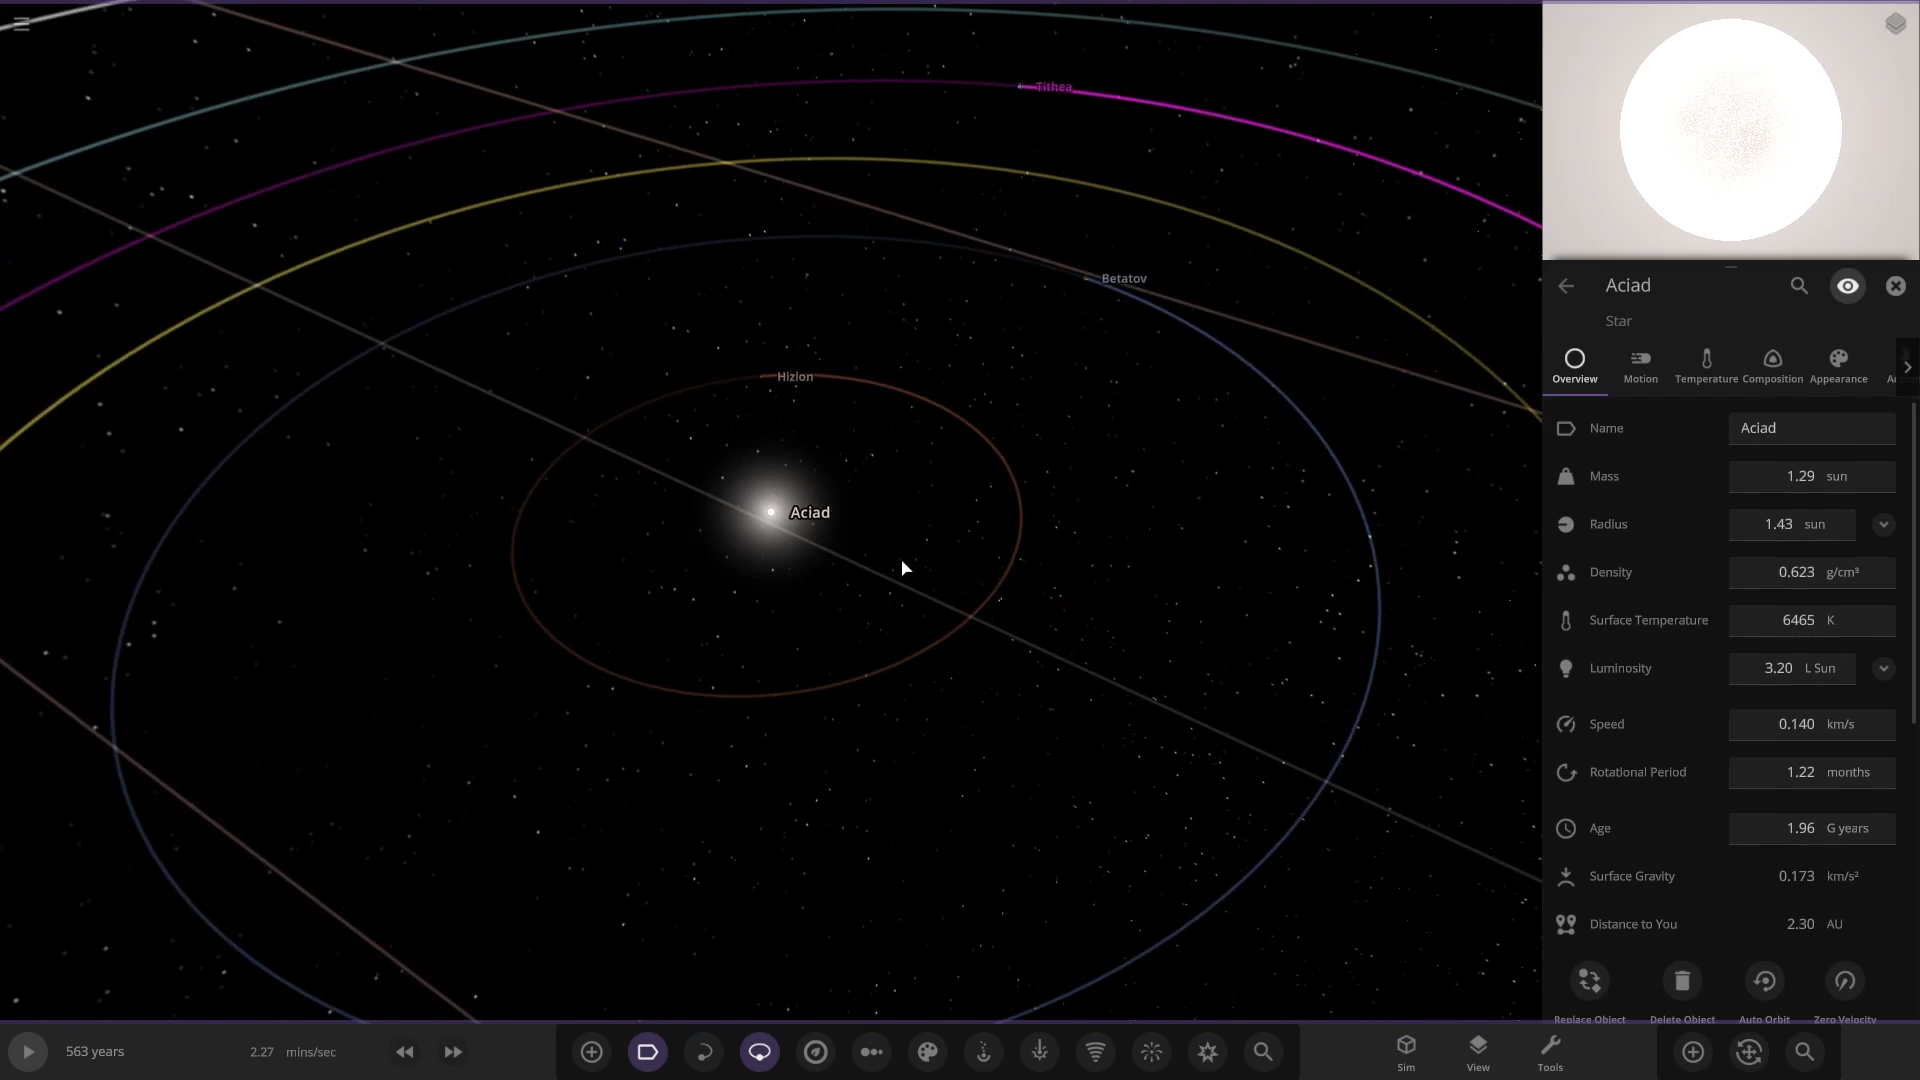 Tithea
Betatov
Hizion
Aciad
Aciad
Star
Overview
Motion
Temperature
Composition
Appearance
Name Aciad
Mass 1.29 sun
Radius 1.43 sun
Density 0.623 g/cm³
Surface Temperature 6465 K
Luminosity 3.20 L Sun
Speed 0.140 km/s
Rotational Period 1.22 months
Age 1.96 G years
Surface Gravity 0.173 km/s²
Distance to You 2.30 AU
Replace Object Delete Object Auto Orbit Zero Velocity
563 years 2.27 mins/sec Sim View Tools